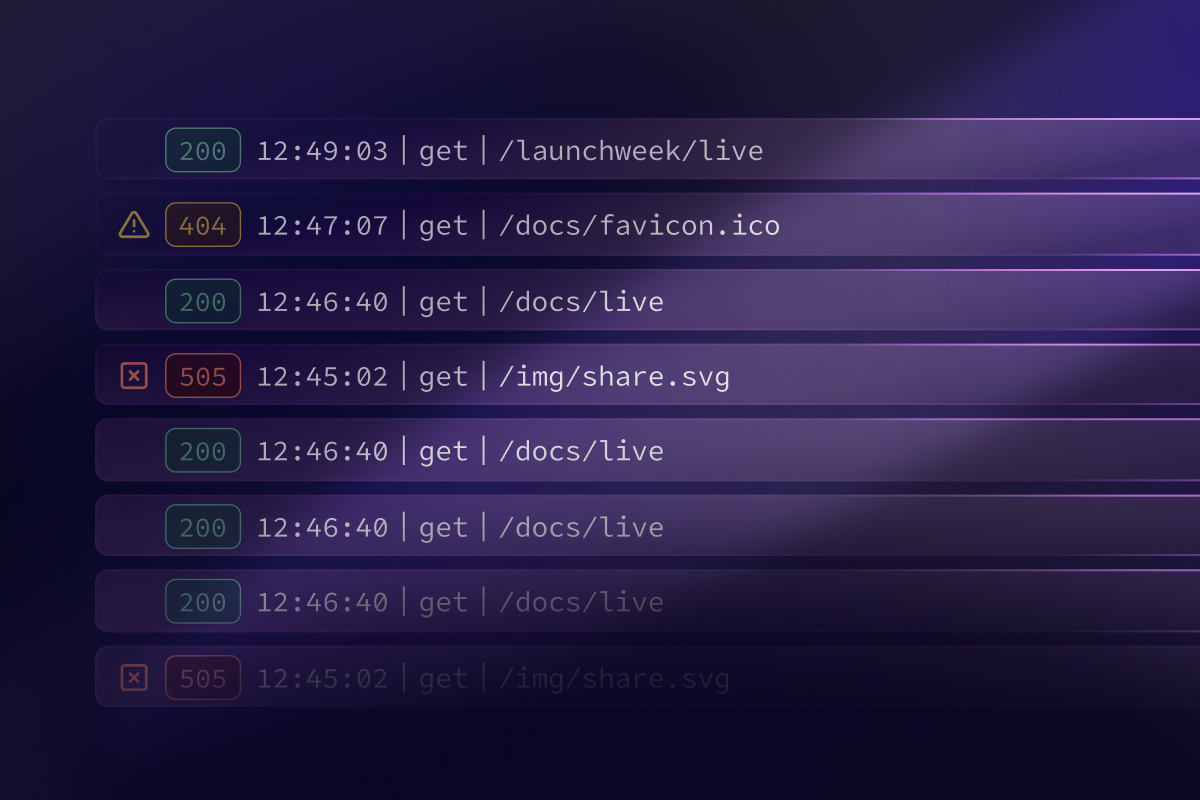 200 12:49:03 | get | /launchweek/live
404 12:47:07 | get | /docs/favicon.ico
200 12:46:40 | get | /docs/live
505 12:45:02 | get | /img/share.svg
200 12:46:40 | get | /docs/live
200 12:46:40 | get | /docs/live
200 12:46:40 | get | /docs/live
505 12:45:02 | get | /img/share.svg